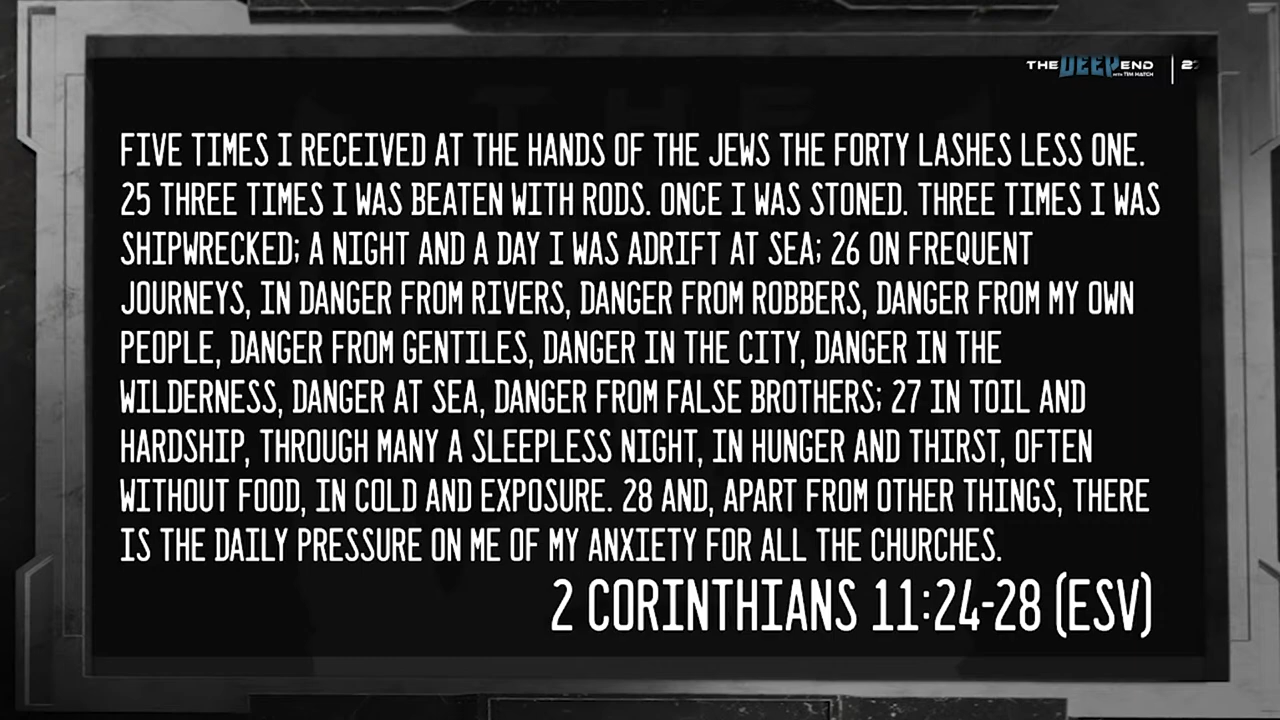 THE DEEP END
WITH TIM HATCH
FIVE TIMES I RECEIVED AT THE HANDS OF THE JEWS THE FORTY LASHES LESS ONE.
25 THREE TIMES I WAS BEATEN WITH RODS. ONCE I WAS STONED. THREE TIMES I WAS
SHIPWRECKED; A NIGHT AND A DAY I WAS ADRIFT AT SEA; 26 ON FREQUENT
JOURNEYS, IN DANGER FROM RIVERS, DANGER FROM ROBBERS, DANGER FROM MY OWN
PEOPLE, DANGER FROM GENTILES, DANGER IN THE CITY, DANGER IN THE
WILDERNESS, DANGER AT SEA, DANGER FROM FALSE BROTHERS; 27 IN TOIL AND
HARDSHIP, THROUGH MANY A SLEEPLESS NIGHT, IN HUNGER AND THIRST, OFTEN
WITHOUT FOOD, IN COLD AND EXPOSURE. 28 AND, APART FROM OTHER THINGS, THERE
IS THE DAILY PRESSURE ON ME OF MY ANXIETY FOR ALL THE CHURCHES.
2 CORINTHIANS 11:24-28 (ESV)